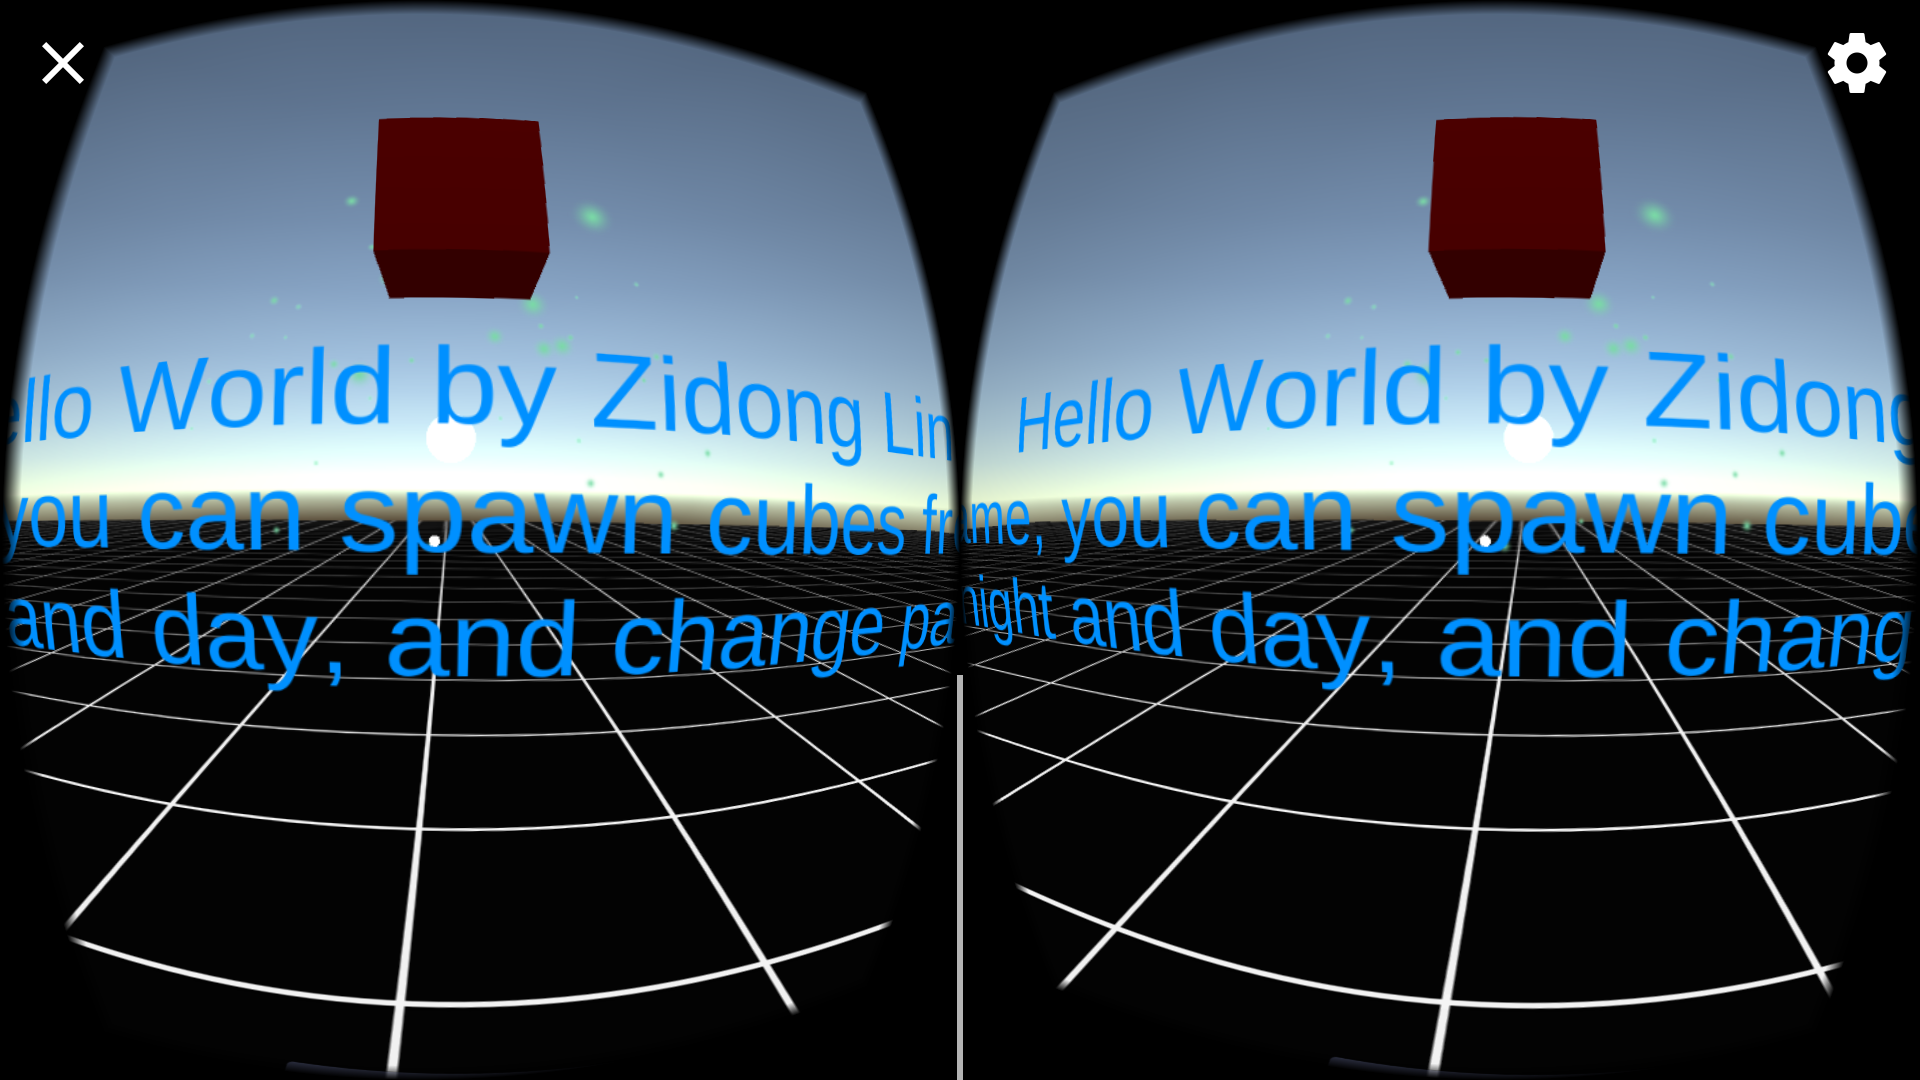 ello World by Zidong Lin
you can spawn cubes fr
and day, and change pa
Hello World by Zidong
ame, you can spawn cub
night and day, and chang